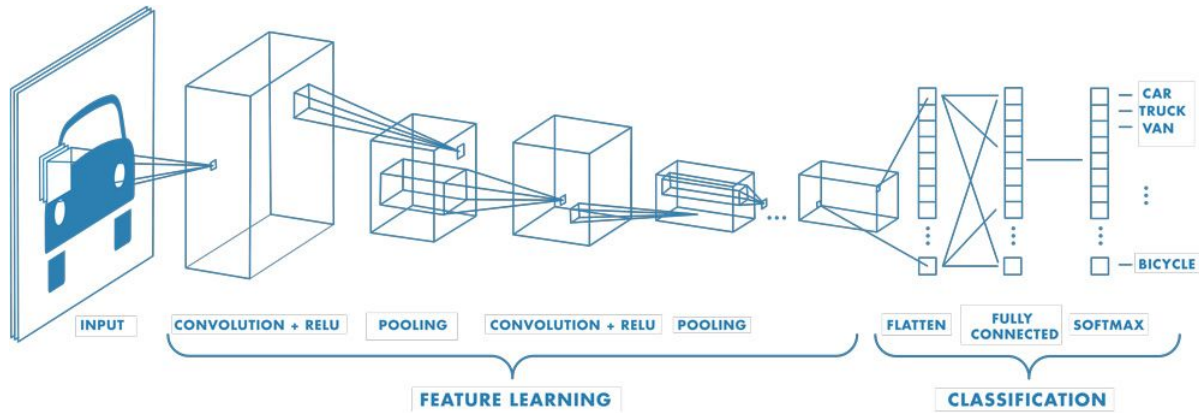 CAR
TRUCK
VAN
BICYCLE
INPUT
CONVOLUTION + RELU
POOLING
CONVOLUTION + RELU
POOLING
FLATTEN
FULLY
CONNECTED
SOFTMAX
FEATURE LEARNING
CLASSIFICATION